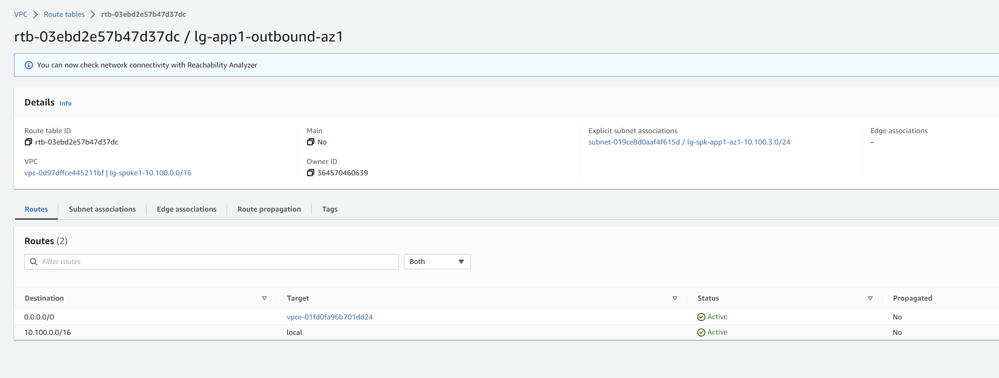 VPC > Route tables > rtb-03ebd2e57b47d37dc
rtb-03ebd2e57b47d37dc / lg-app1-outbound-az1
You can now check network connectivity with Reachability Analyzer
Details Info
Route table ID
rtb-03ebd2e57b47d37dc
Main
No
Explicit subnet associations
subnet-019ce8d0aaf4f615d / lg-spk-app1-az1-10.100.3.0/24
Edge associations
–
VPC
vpc-0d97dffce445211bf | lg-spoke1-10.100.0.0/16
Owner ID
364570460639
Routes Subnet associations Edge associations Route propagation Tags
Routes (2)
Filter routes Both
Destination Target Status Propagated
0.0.0.0/0 vpce-01fd0fa96b701dd24 Active No
10.100.0.0/16 local Active No